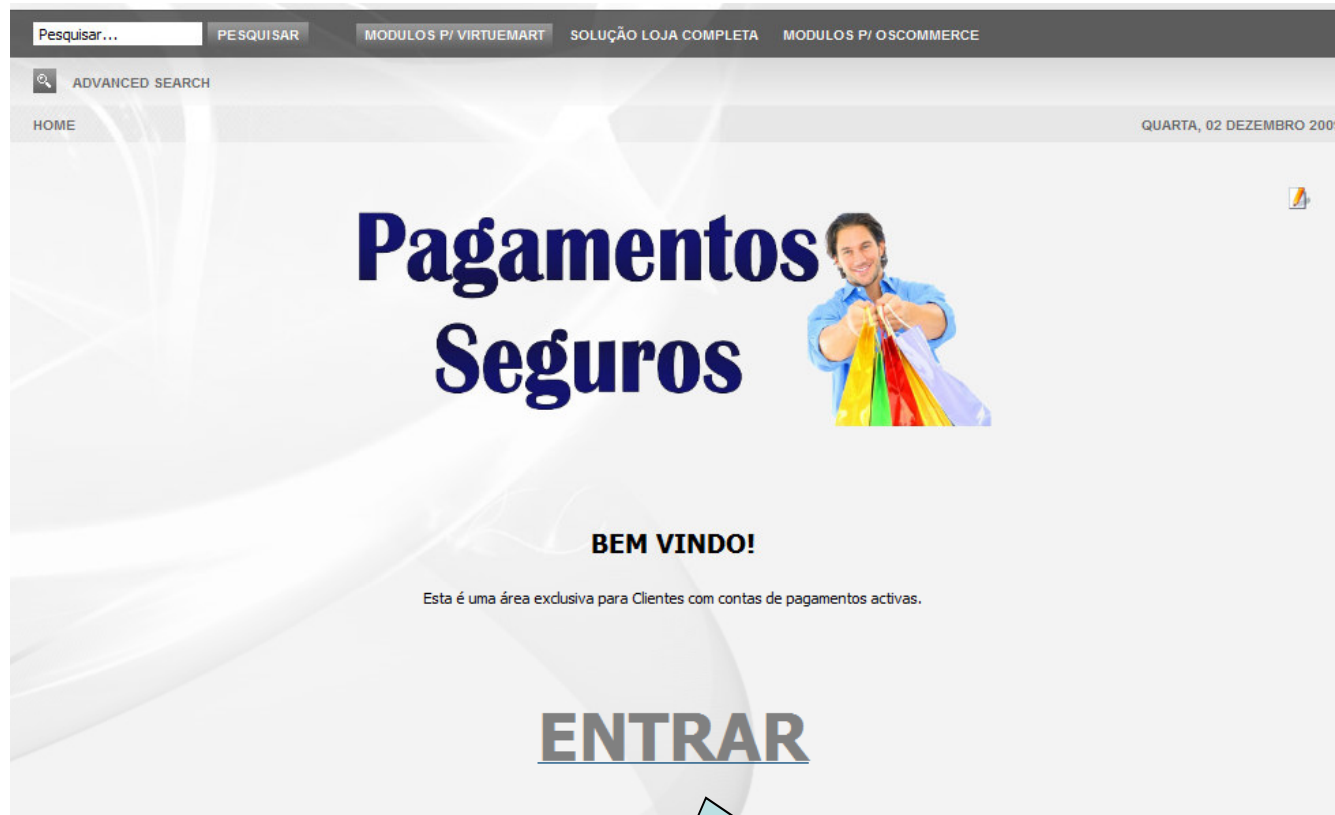 Pesquisar... PESQUISAR MODULOS P/ VIRTUEMART SOLUÇÃO LOJA COMPLETA MODULOS P/ OSCOMMERCE
ADVANCED SEARCH
HOME QUARTA, 02 DEZEMBRO 2009
Pagamentos
Seguros
BEM VINDO!
Esta é uma área exclusiva para Clientes com contas de pagamentos activas.
ENTRAR